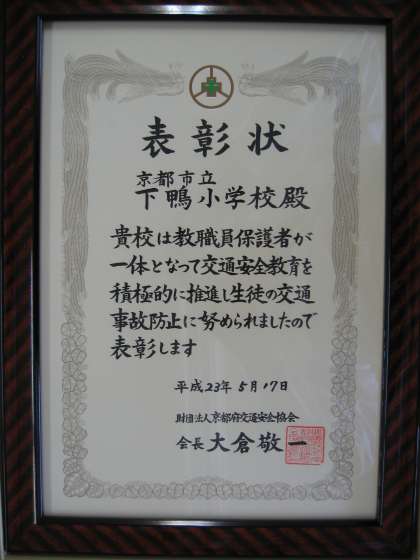 表彰状
京都市立
下鴨小学校殿
貴校は教職員保護者が
一体となって交通安全教育を
積極的に推進し生徒の交通
事故防止に努められましたので
表彰します
平成23年5月17日
財団法人京都府交通安全協会
会長 大倉敬一